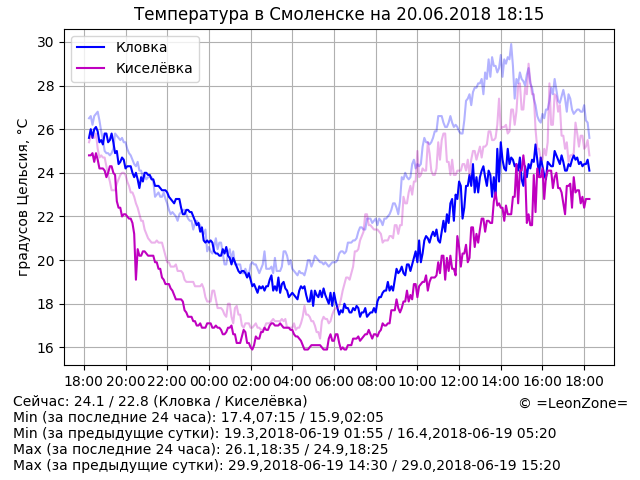 Температура в Смоленске на 20.06.2018 18:15
Кловка
Киселёвка
градусов Цельсия, °C
30
28
26
24
22
20
18
16
18:00 20:00 22:00 00:00 02:00 04:00 06:00 08:00 10:00 12:00 14:00 16:00 18:00
Сейчас: 24.1 / 22.8 (Кловка / Киселёвка)
© =LeonZone=
Min (за последние 24 часа): 17.4,07:15 / 15.9,02:05
Min (за предыдущие сутки): 19.3,2018-06-19 01:55 / 16.4,2018-06-19 05:20
Max (за последние 24 часа): 26.1,18:35 / 24.9,18:25
Max (за предыдущие сутки): 29.9,2018-06-19 14:30 / 29.0,2018-06-19 15:20